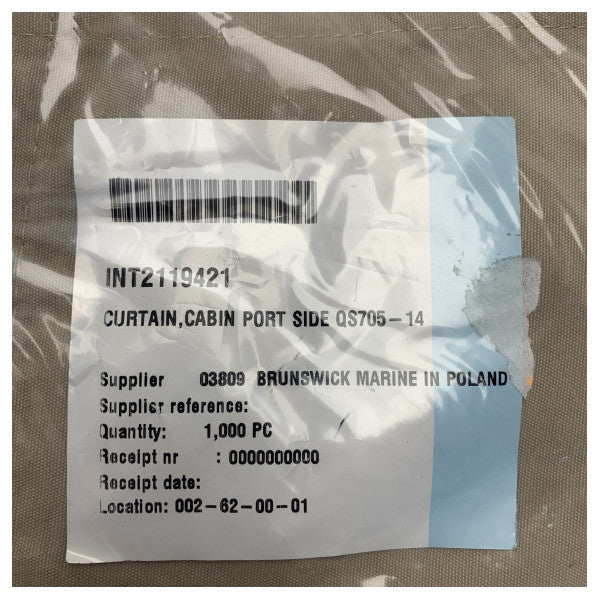 INT2119421
CURTAIN,CABIN PORT SIDE QS705-14
Supplier 03809 BRUNSWICK MARINE IN POLAND
Supplier reference:
Quantity: 1,000 PC
Receipt nr : 0000000000
Receipt date:
Location: 002-62-00-01